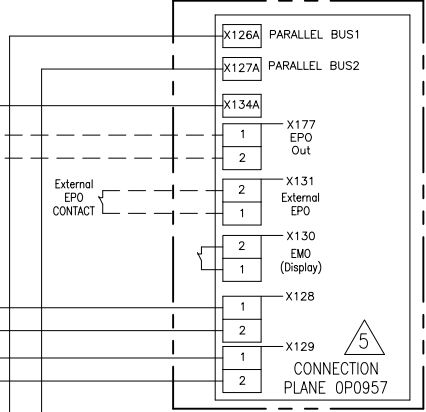 X126A PARALLEL BUS1
X127A PARALLEL BUS2
X134A
1 X177
EPO
2 Out
External
EPO
CONTACT
2 X131
External
1 EPO
2 X130
EMO
1 (Display)
X128
1
2
X129
1
2
5
CONNECTION
PLANE 0P0957